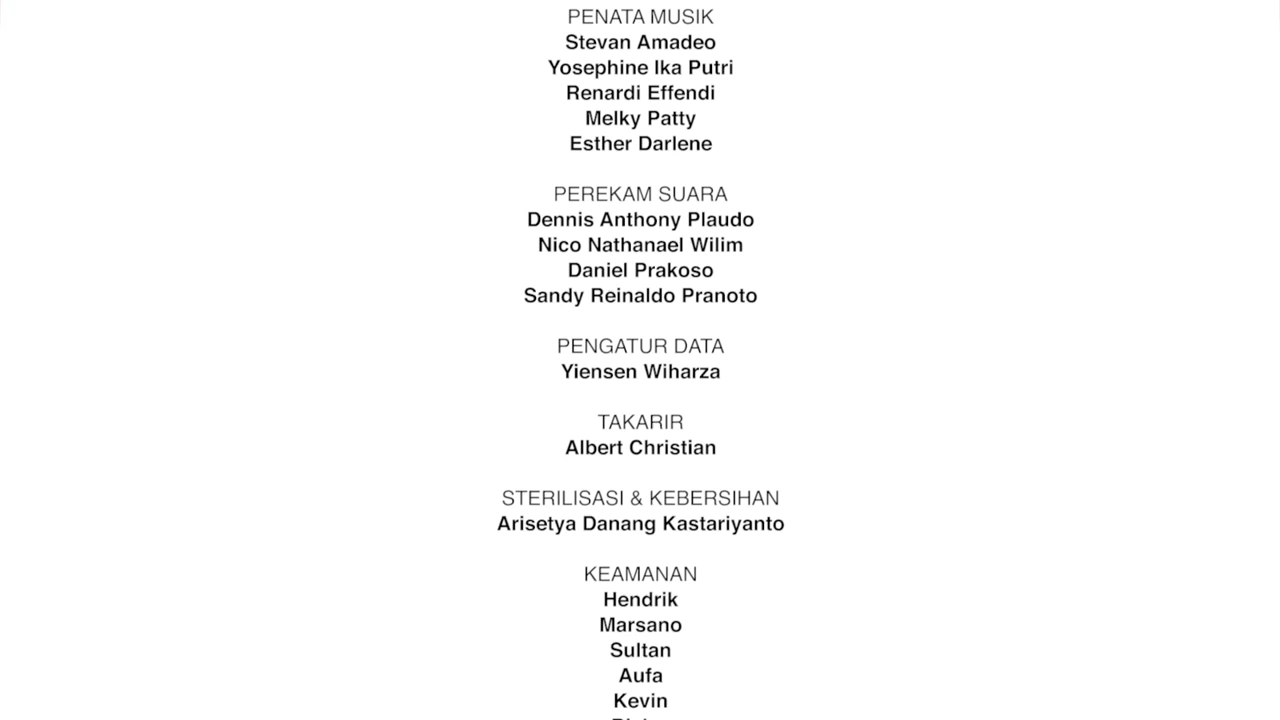 PENATA MUSIK
Stevan Amadeo
Yosephine Ika Putri
Renardi Effendi
Melky Patty
Esther Darlene
PEREKAM SUARA
Dennis Anthony Plaudo
Nico Nathanael Wilim
Daniel Prakoso
Sandy Reinaldo Pranoto
PENGATUR DATA
Yiensen Wiharza
TAKARIR
Albert Christian
STERILISASI & KEBERSIHAN
Arisetya Danang Kastariyanto
KEAMANAN
Hendrik
Marsano
Sultan
Aufa
Kevin